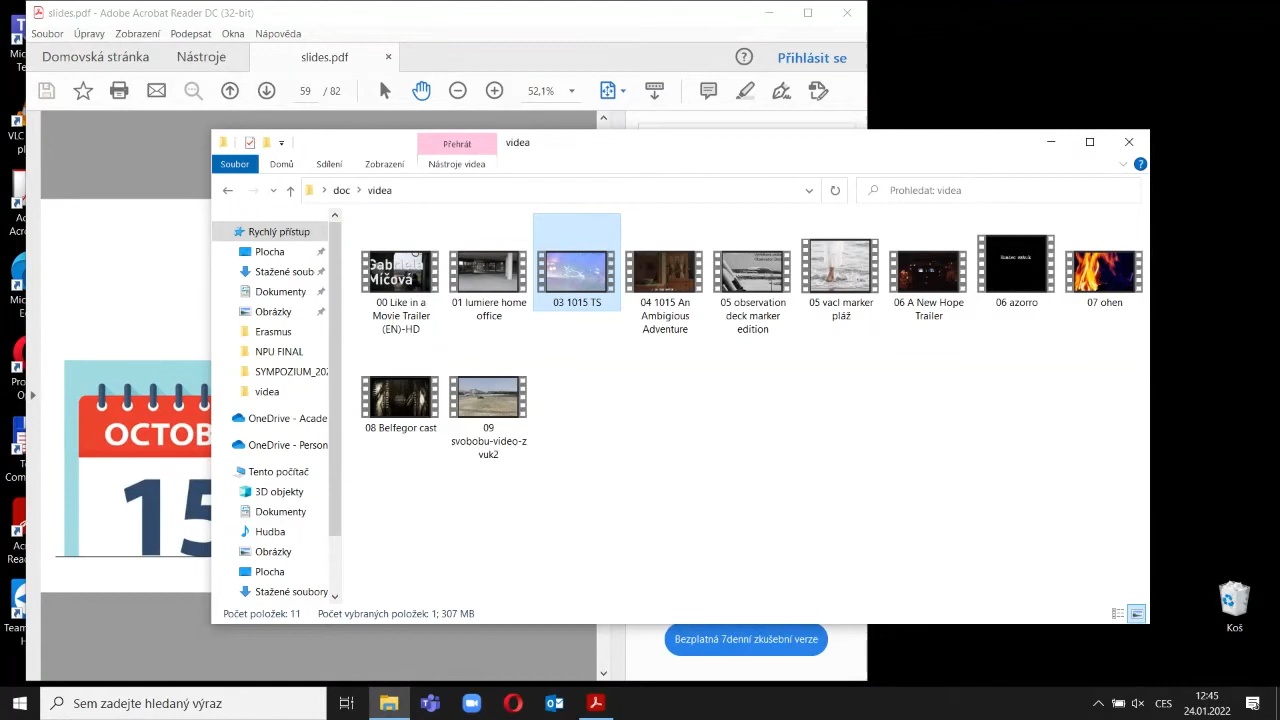 slides.pdf - Adobe Acrobat Reader DC (32-bit)
Soubor Úpravy Zobrazení Podepsat Okna Nápověda
Domovská stránka Nástroje slides.pdf Přihlásit se
59 / 82 52,1%
Přehrát videa
Soubor Domů Sdílení Zobrazení Nástroje videa
doc videa Prohledat: videa
Rychlý přístup
Plocha
Stažené soub
Dokumenty
Obrázky
Erasmus
NPU FINAL
SYMPOZIUM_202
videa
OneDrive - Acade
OneDrive - Person
Tento počítač
3D objekty
Dokumenty
Hudba
Obrázky
Plocha
Stažené soubory
Gabriela
Míčová
00 Like in a
Movie Trailer
(EN)-HD
01 lumiere home
office
03 1015 TS
04 1015 An
Ambigious
Adventure
05 observation
deck marker
edition
05 vacl marker
pláž
06 A New Hope
Trailer
06 azorro
07 ohen
08 Belfegor cast
09
svobobu-video-z
vuk2
Počet položek: 11 Počet vybraných položek: 1; 307 MB
OCTOB
15
Bezplatná 7denní zkušební verze
Koš
Sem zadejte hledaný výraz
CES
12:45
24.01.2022